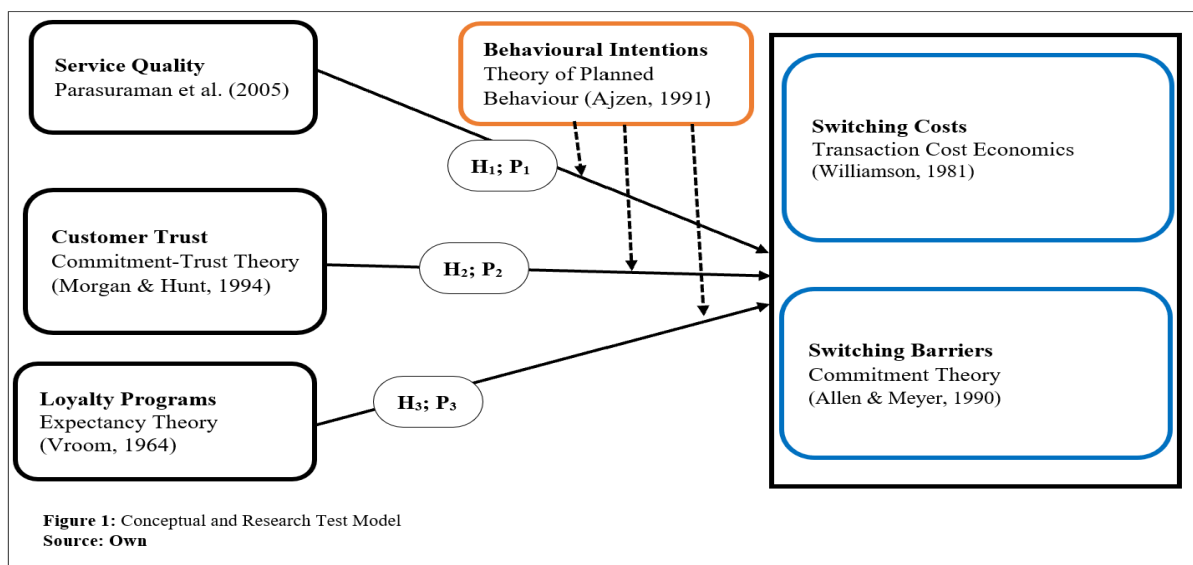 Service Quality
Parasuraman et al. (2005)
Behavioural Intentions
Theory of Planned
Behaviour (Ajzen, 1991)
Switching Costs
Transaction Cost Economics
(Williamson, 1981)
H₁; P₁
Customer Trust
Commitment-Trust Theory
(Morgan & Hunt, 1994)
H₂; P₂
Switching Barriers
Commitment Theory
(Allen & Meyer, 1990)
Loyalty Programs
Expectancy Theory
(Vroom, 1964)
H₃; P₃
Figure 1: Conceptual and Research Test Model
Source: Own